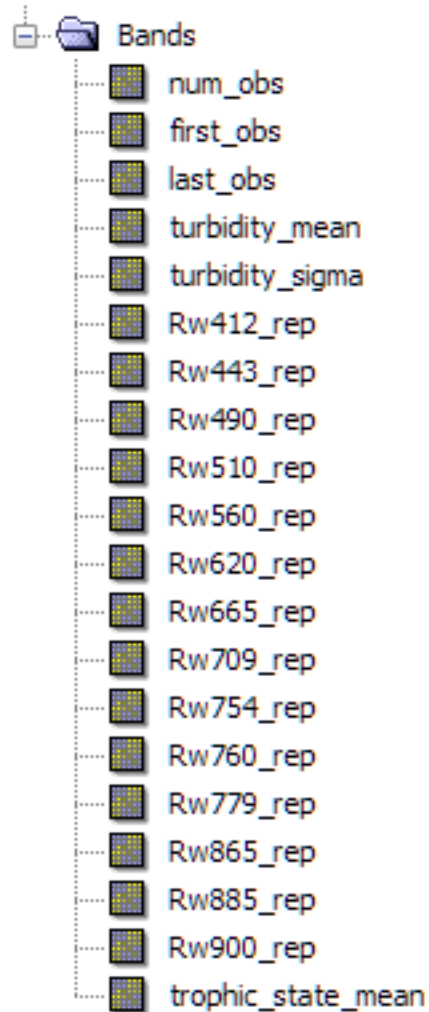 Bands
num_obs
first_obs
last_obs
turbidity_mean
turbidity_sigma
Rw412_rep
Rw443_rep
Rw490_rep
Rw510_rep
Rw560_rep
Rw620_rep
Rw665_rep
Rw709_rep
Rw754_rep
Rw760_rep
Rw779_rep
Rw865_rep
Rw885_rep
Rw900_rep
trophic_state_mean